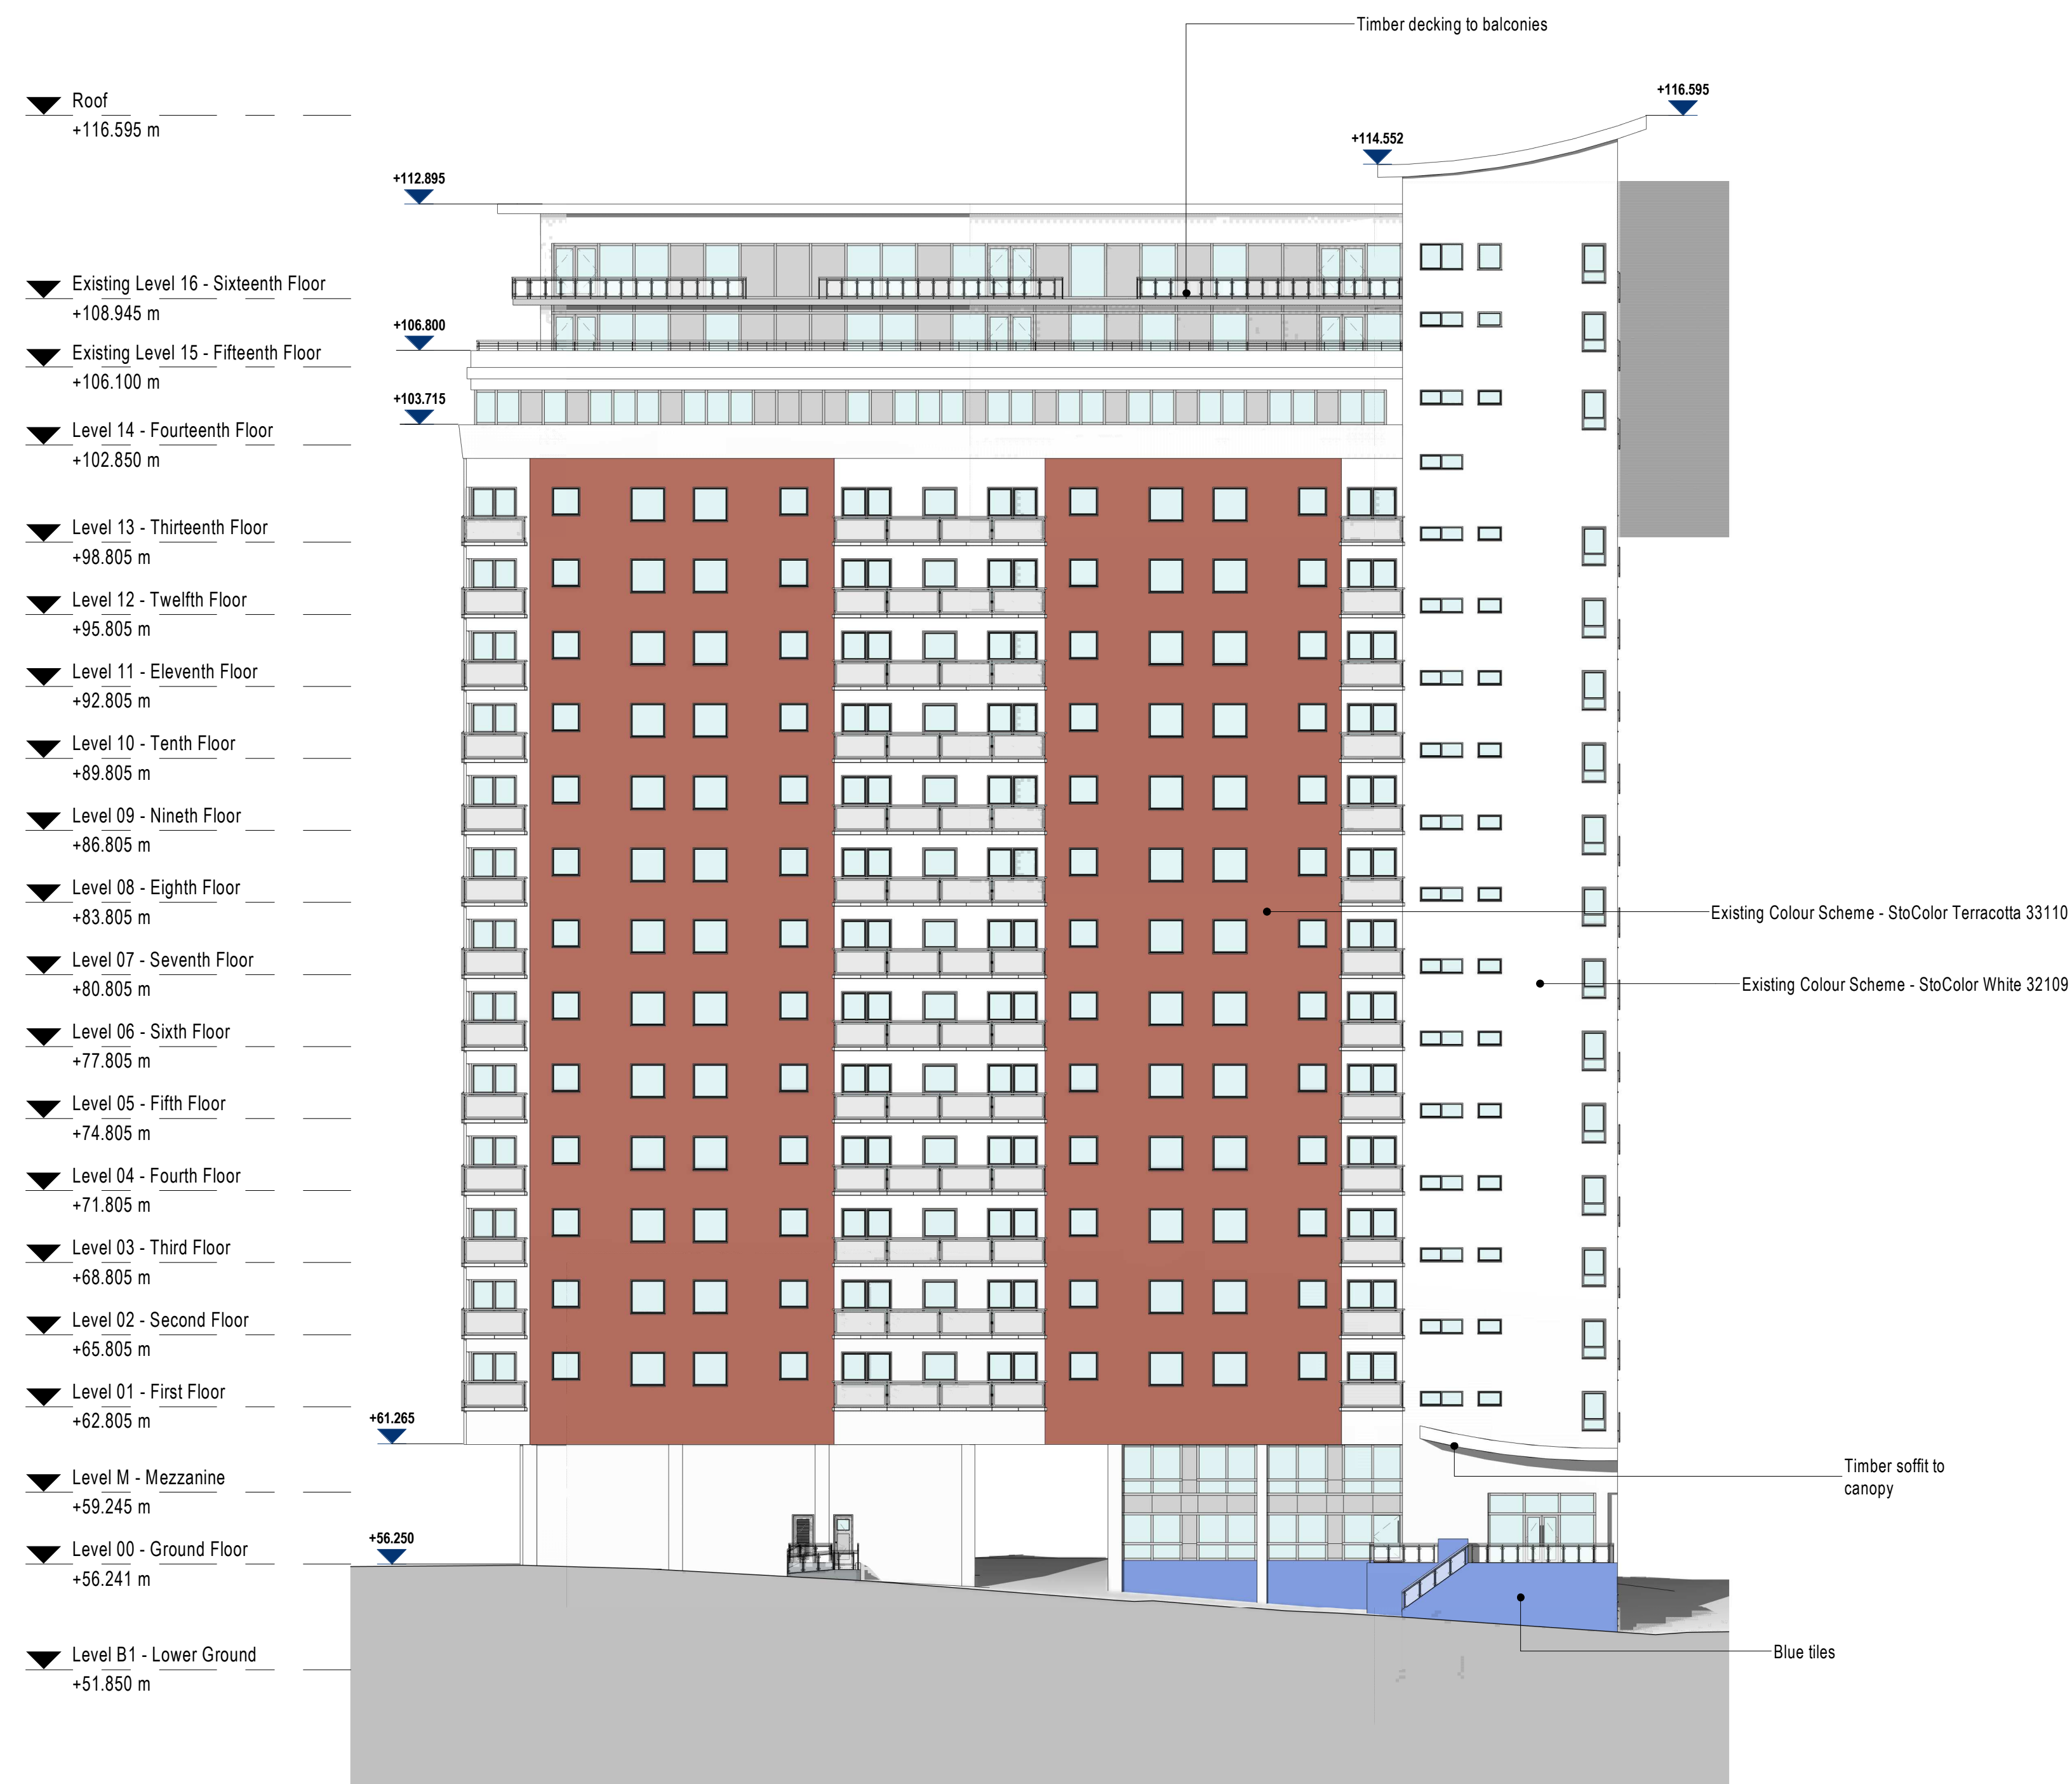 Timber decking to balconies
Roof
+116.595 m
+116.595
+114.552
+112.895
Existing Level 16 - Sixteenth Floor
+108.945 m
+106.800
Existing Level 15 - Fifteenth Floor
+106.100 m
+103.715
Level 14 - Fourteenth Floor
+102.850 m
Level 13 - Thirteenth Floor
+98.805 m
Level 12 - Twelfth Floor
+95.805 m
Level 11 - Eleventh Floor
+92.805 m
Level 10 - Tenth Floor
+89.805 m
Level 09 - Nineth Floor
+86.805 m
Level 08 - Eighth Floor
+83.805 m
Existing Colour Scheme - StoColor Terracotta 33110
Level 07 - Seventh Floor
+80.805 m
Existing Colour Scheme - StoColor White 32109
Level 06 - Sixth Floor
+77.805 m
Level 05 - Fifth Floor
+74.805 m
Level 04 - Fourth Floor
+71.805 m
Level 03 - Third Floor
+68.805 m
Level 02 - Second Floor
+65.805 m
Level 01 - First Floor
+62.805 m
+61.265
Timber soffit to
canopy
Level M - Mezzanine
+59.245 m
+56.250
Level 00 - Ground Floor
+56.241 m
Blue tiles
Level B1 - Lower Ground
+51.850 m